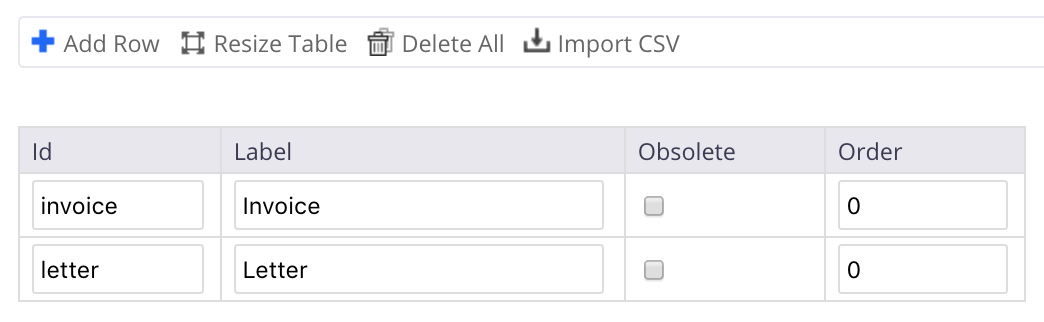 Add Row Resize Table Delete All Import CSV
Id Label Obsolete Order
invoice Invoice 0
letter Letter 0